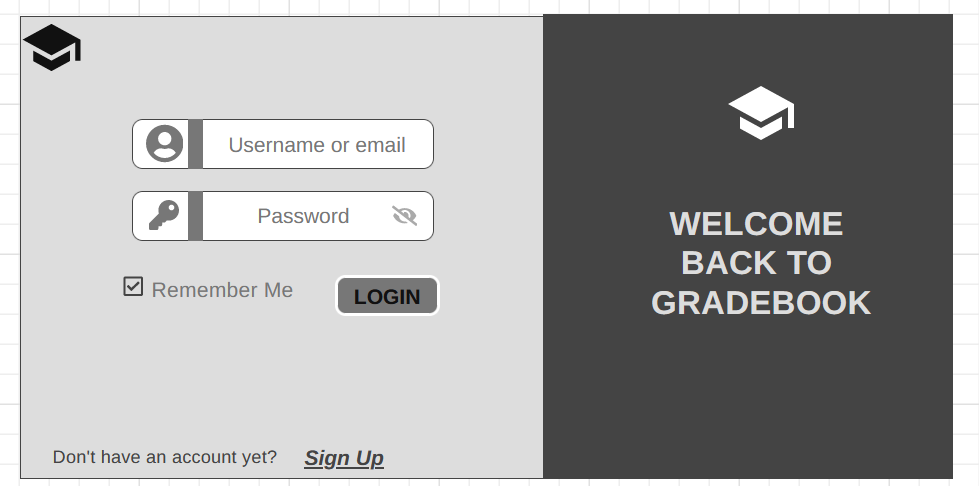 Username or email
Password
Remember Me
LOGIN
Don't have an account yet?
Sign Up
WELCOME
BACK TO
GRADEBOOK